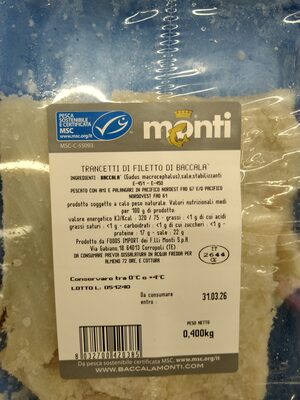 PESCA
SOSTENIBILE
E CERTIFICATA
MSC
www.msc.org/it
MSC-C-55093
monti
TRANCETTI DI FILETTO DI BACCALA'
INGREDIENTI: BACCALA' (Gadus macrocephalus),sale,stabilizzanti
E-451 - E-450
PESCATO CON AMI E PALANGARI IN PACIFICO NORDEST FAO 67 E/O PACIFICO
NORDOVEST FAO 61
prodotto soggetto a calo peso naturale. Valori nutrizionali medi
per 100 g di prodotto:
valore energetico KJ/Kcal : 320 / 75 - grassi : <1 g di cui acidi
grassi saturi : <1 g - carboidrati : <1 g di cui zuccheri : <1 g -
proteine : 17 g - sale : 22 g
Prodotto da FOODS IMPORT dei F.lli Monti S.p.A
Via Gabiano,18 64013 Corropoli (TE)
DA CONSUMARE PREVIA DISSALATURA IN ACQUA FREDDA PER
ALMENO 72 ORE, E COTTURA
IT
2644
CE
Conservare tra 0°C e +4°C
LOTTO L: 051240
Da consumare
entro :
31.03.26
PESO NETTO
0,400kg
8032700420385
Pesca sostenibile certificata MSC. www.msc.org/it
WWW.BACCALAMONTI.COM